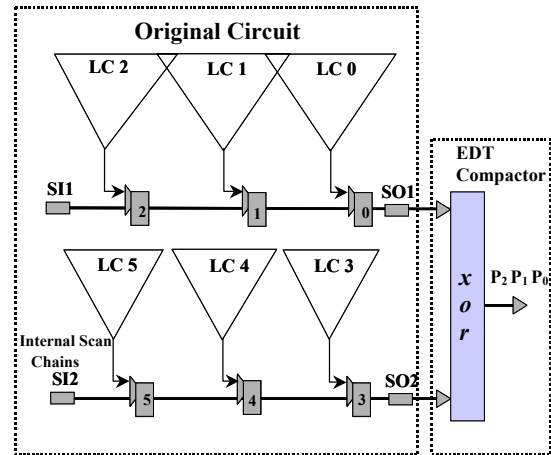 Original Circuit
LC 2 LC 1 LC 0
EDT
Compactor
SI1 SO1
2 1 0
LC 5 LC 4 LC 3
x
o
r
P2 P1 P0
Internal Scan
Chains
SI2 SO2
5 4 3